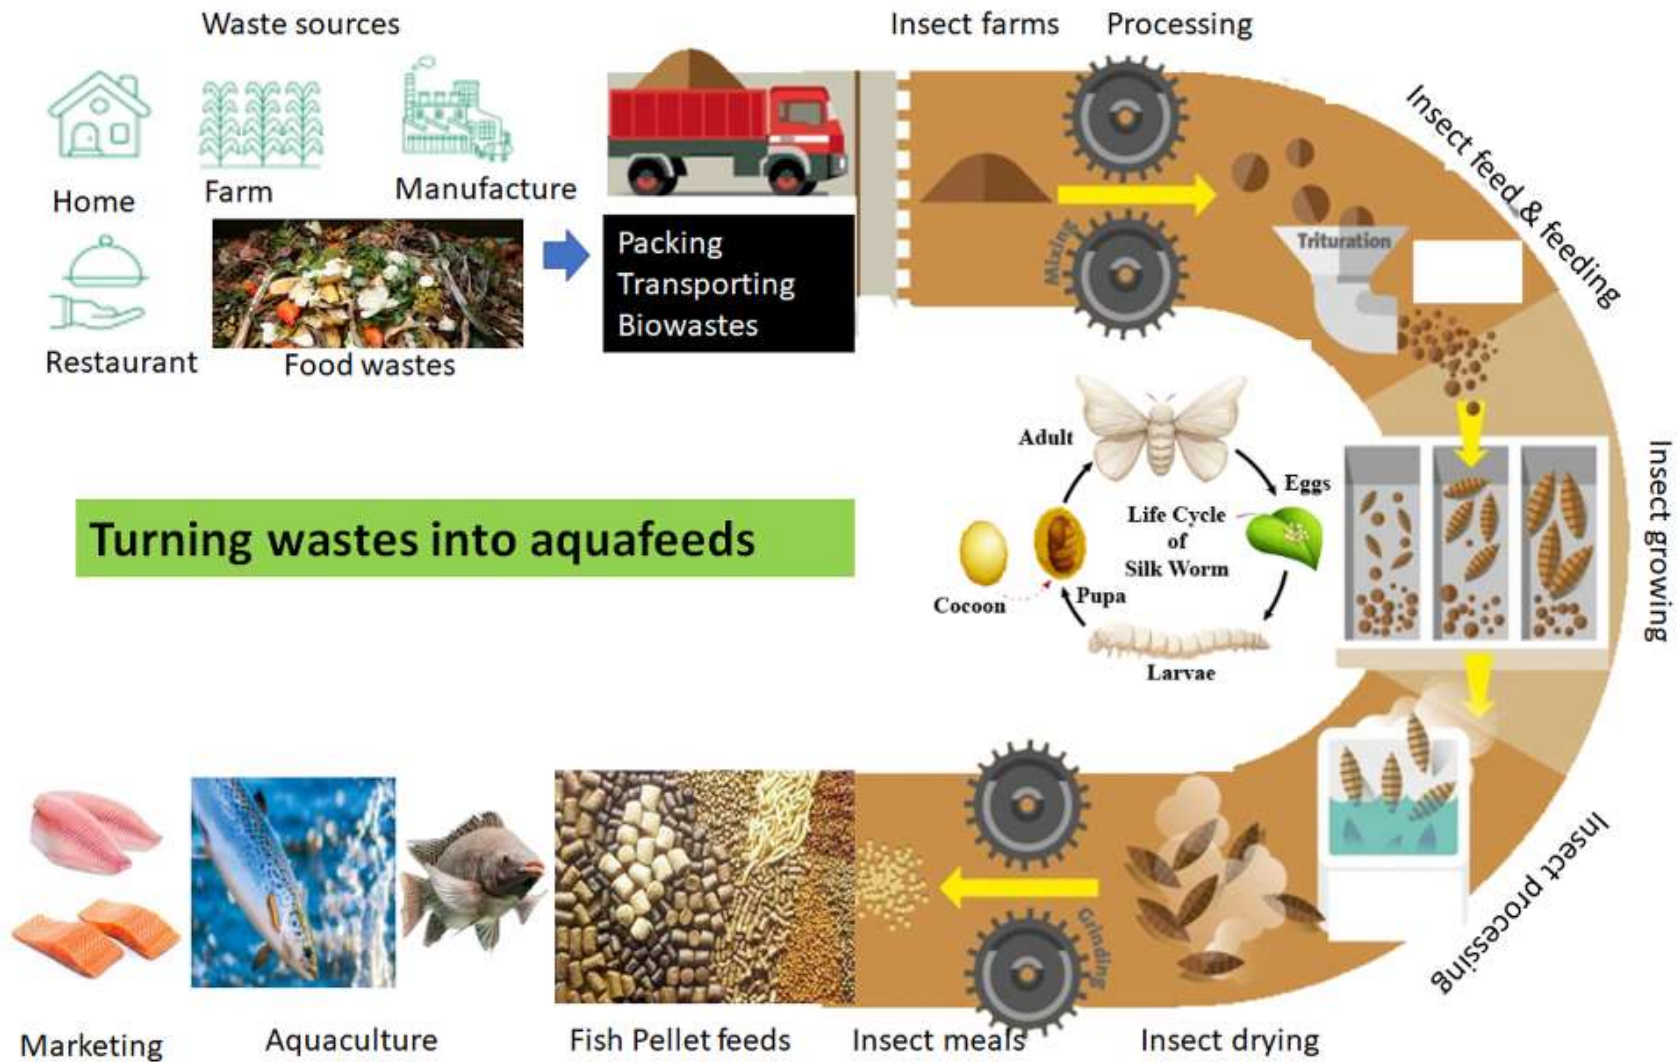 Waste sources
Insect farms
Processing
Home
Farm
Manufacture
Restaurant
Food wastes
Packing
Transporting
Biowastes
Mixing
Trituration
Insect feed & feeding
Adult
Eggs
Life Cycle
of
Silk Worm
Cocoon
Pupa
Larvae
Insect growing
Turning wastes into aquafeeds
Insect processing
Grinding
Marketing
Aquaculture
Fish Pellet feeds
Insect meals
Insect drying